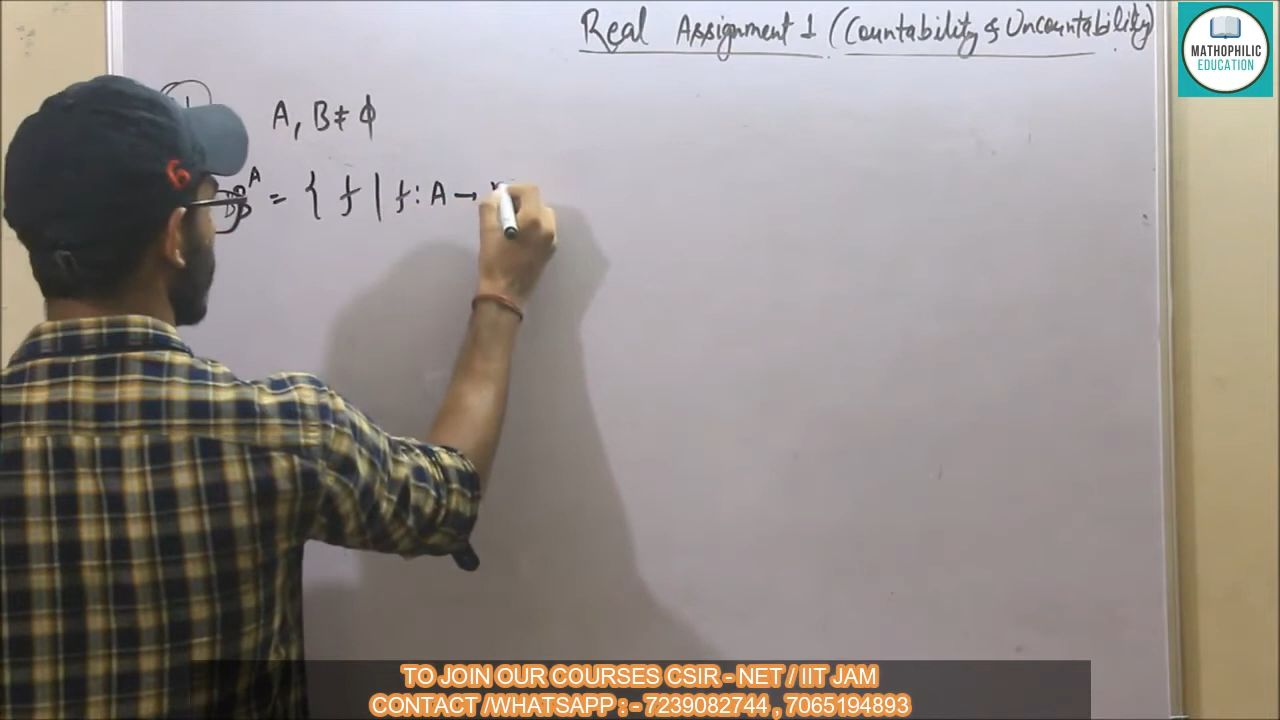 Real Assignment 1 (Countability & Uncountability)
MATHOPHILIC
EDUCATION
A, B ≠ ϕ
B^A = { f | f: A →
TO JOIN OUR COURSES CSIR - NET / IIT JAM
CONTACT /WHATSAPP : - 7239082744 , 7065194893